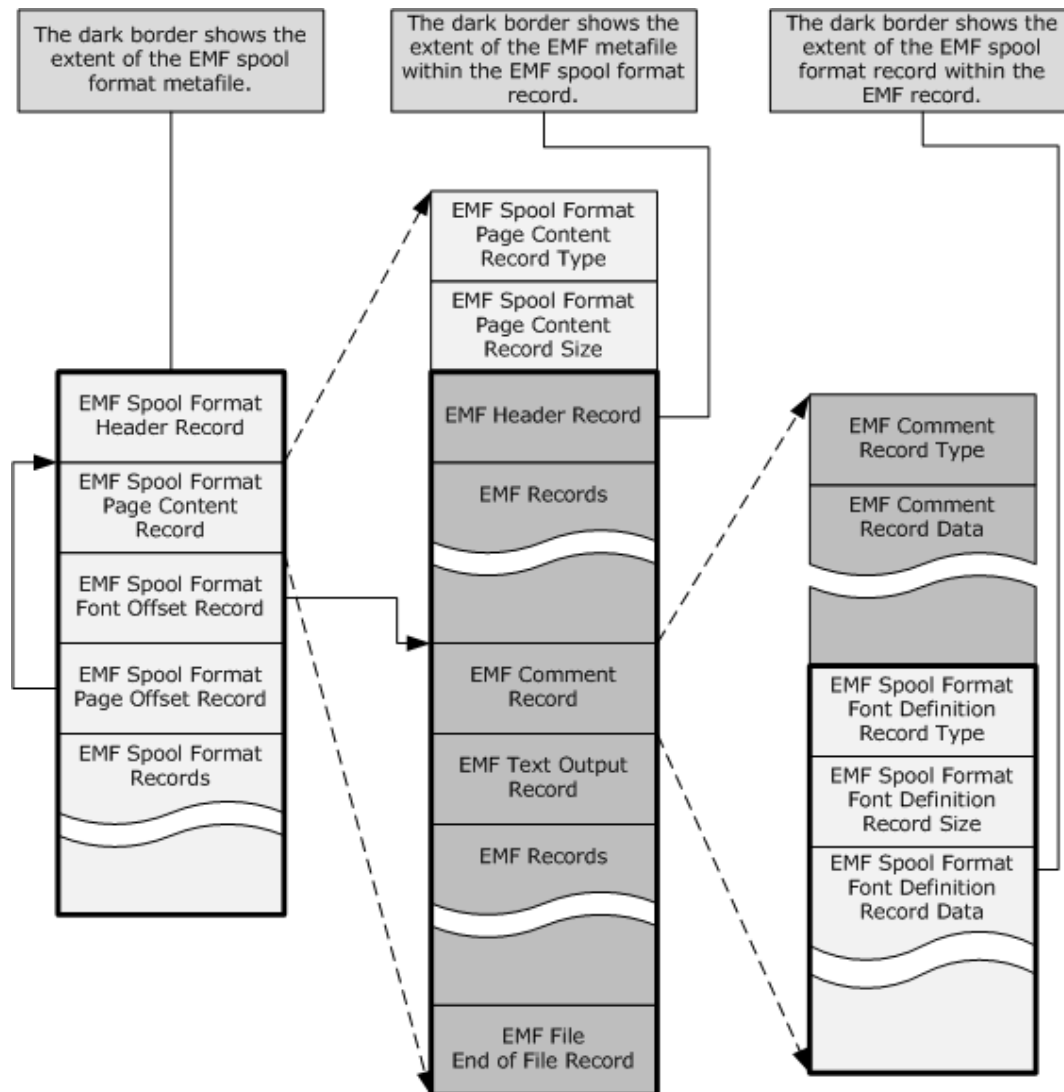 The dark border shows the
extent of the EMF spool
format metafile.
The dark border shows the
extent of the EMF metafile
within the EMF spool format
record.
The dark border shows the
extent of the EMF spool
format record within the
EMF record.
EMF Spool Format
Header Record
EMF Spool Format
Page Content
Record
EMF Spool Format
Font Offset Record
EMF Spool Format
Page Offset Record
EMF Spool Format
Records
EMF Spool Format
Page Content
Record Type
EMF Spool Format
Page Content
Record Size
EMF Header Record
EMF Records
EMF Comment
Record
EMF Text Output
Record
EMF Records
EMF File
End of File Record
EMF Comment
Record Type
EMF Comment
Record Data
EMF Spool Format
Font Definition
Record Type
EMF Spool Format
Font Definition
Record Size
EMF Spool Format
Font Definition
Record Data